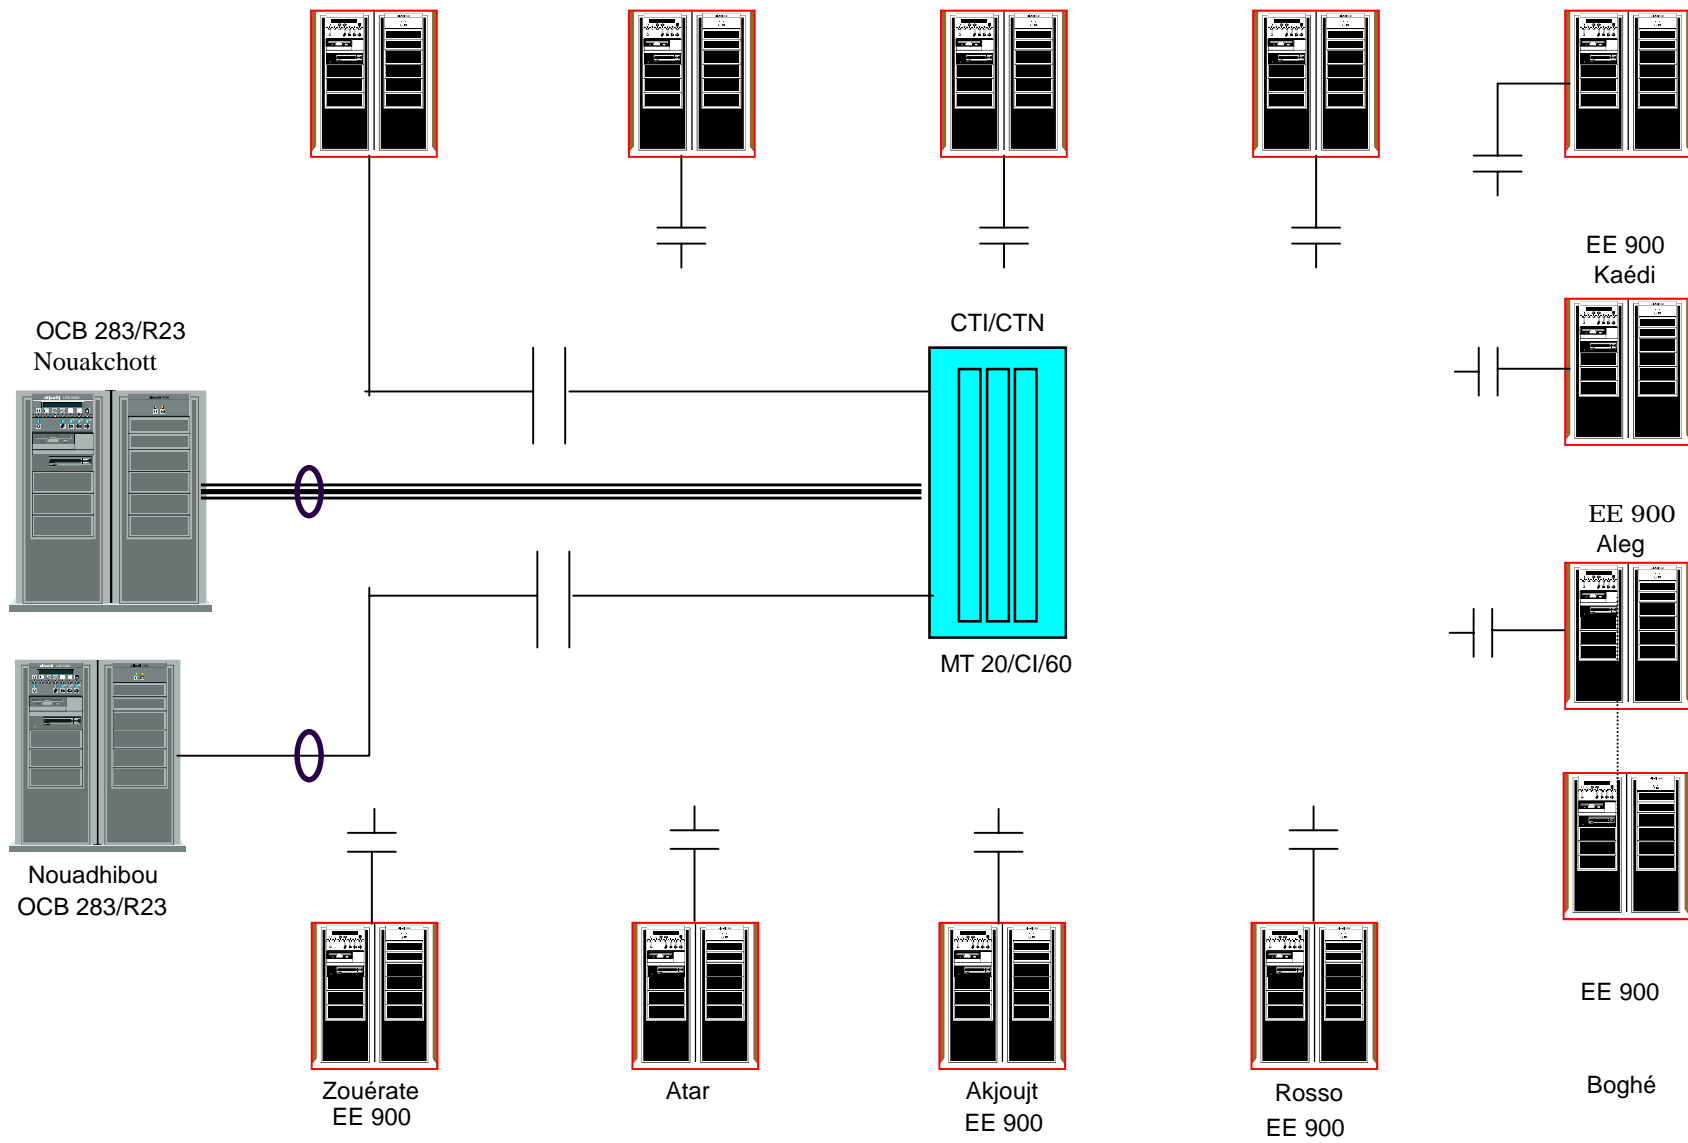 EE 900
Kaédi
CTI/CTN
OCB 283/R23
Nouakchott
EE 900
Aleg
MT 20/CI/60
Nouadhibou
OCB 283/R23
EE 900
Boghé
Zouérate
EE 900
Atar
Akjoujt
EE 900
Rosso
EE 900